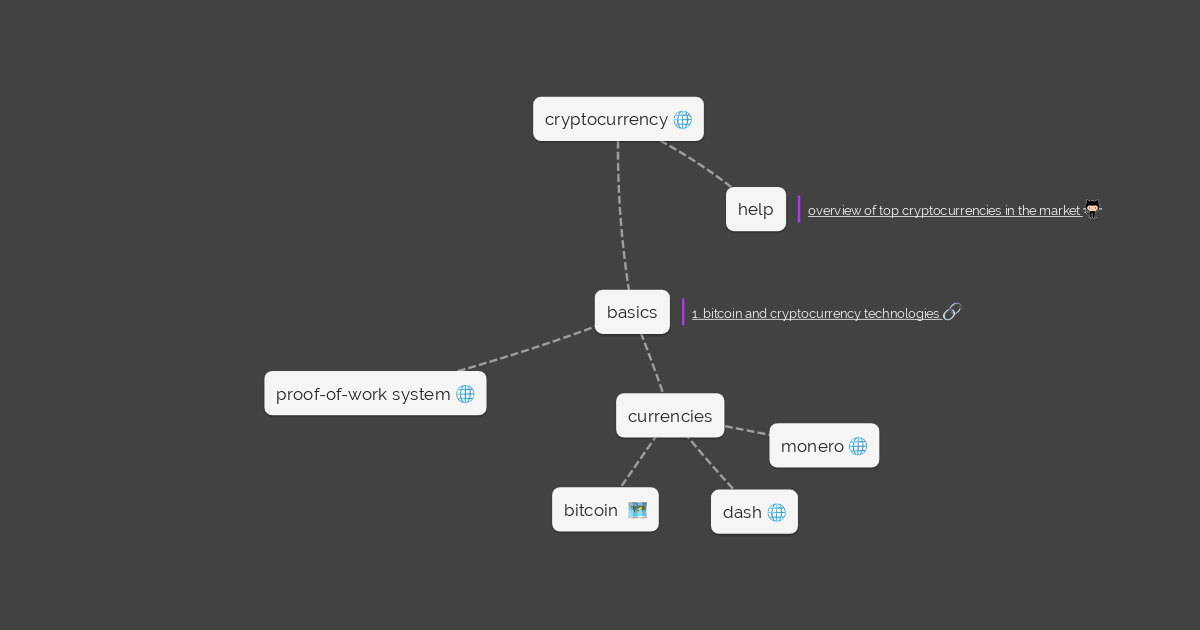 cryptocurrency
help
overview of top cryptocurrencies in the market
basics
1. bitcoin and cryptocurrency technologies
proof-of-work system
currencies
monero
bitcoin
dash